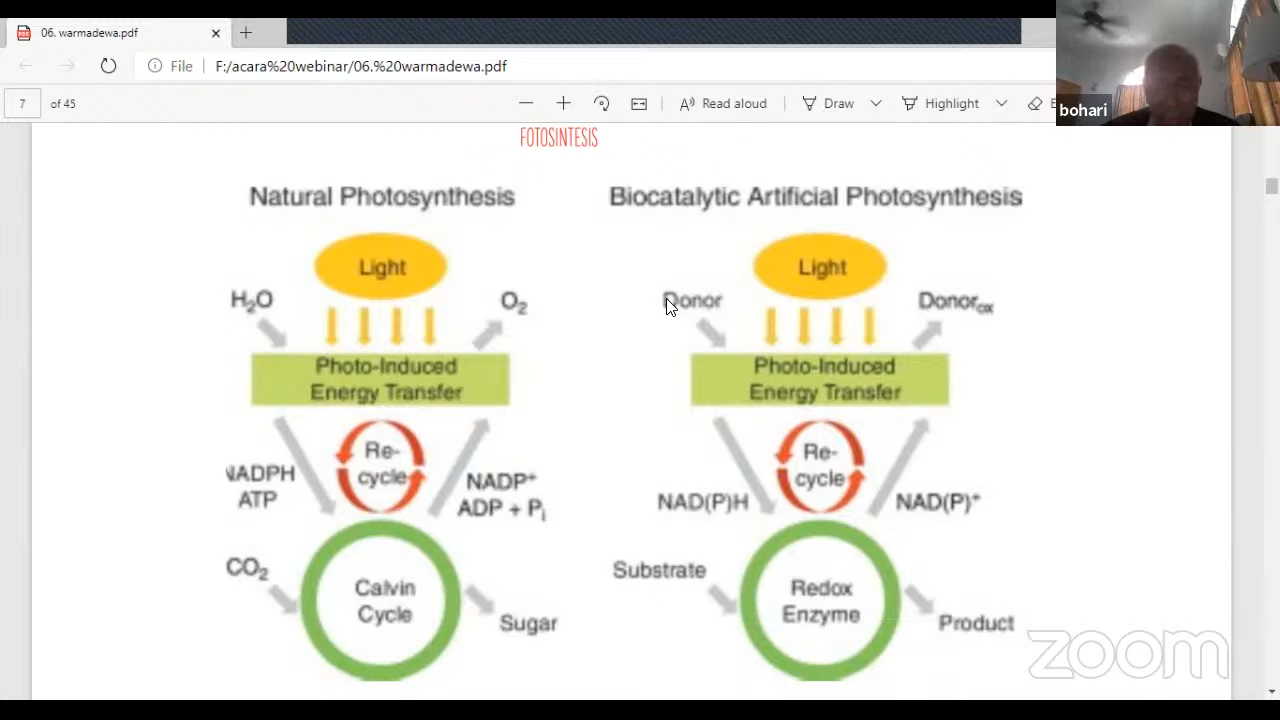 06. warmadewa.pdf
File
F:/acara%20webinar/06.%20warmadewa.pdf
7 of 45
Read aloud
Draw
Highlight
bohari
FOTOSINTESIS
Natural Photosynthesis
Light
H₂O
O₂
Photo-Induced
Energy Transfer
Re-
cycle
NADPH
ATP
NADP⁺
ADP + Pᵢ
CO₂
Calvin
Cycle
Sugar
Biocatalytic Artificial Photosynthesis
Light
Donor
Donorₒₓ
Photo-Induced
Energy Transfer
Re-
cycle
NAD(P)H
NAD(P)⁺
Substrate
Redox
Enzyme
Product
zoom